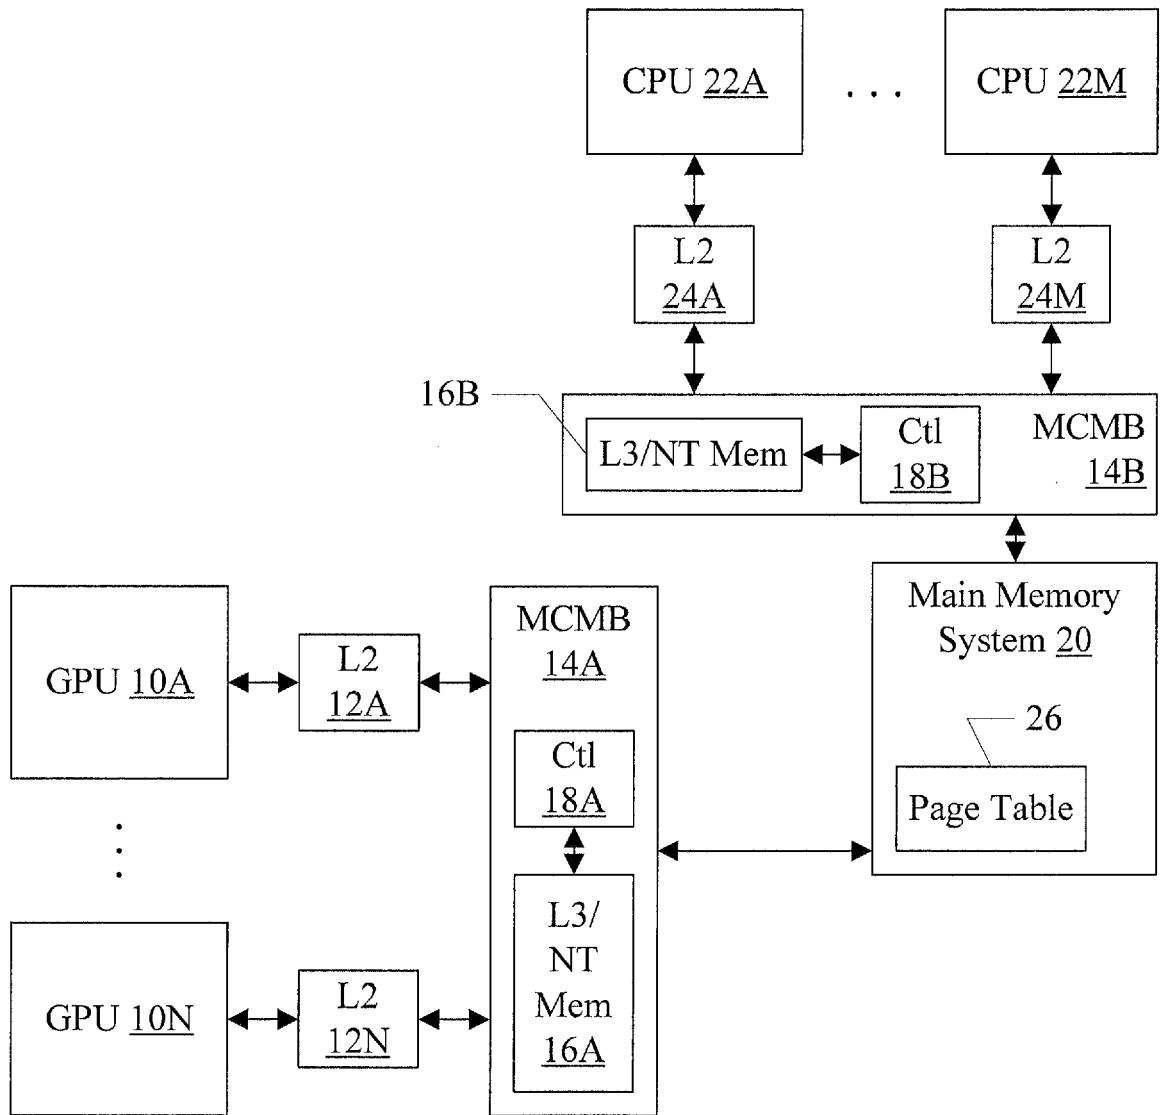 CPU 22A
. . .
CPU 22M
L2
24A
L2
24M
16B
L3/NT Mem
Ctl
18B
MCMB
14B
GPU 10A
L2
12A
MCMB
14A
Ctl
18A
L3/
NT
Mem
16A
Main Memory
System 20
26
Page Table
GPU 10N
L2
12N